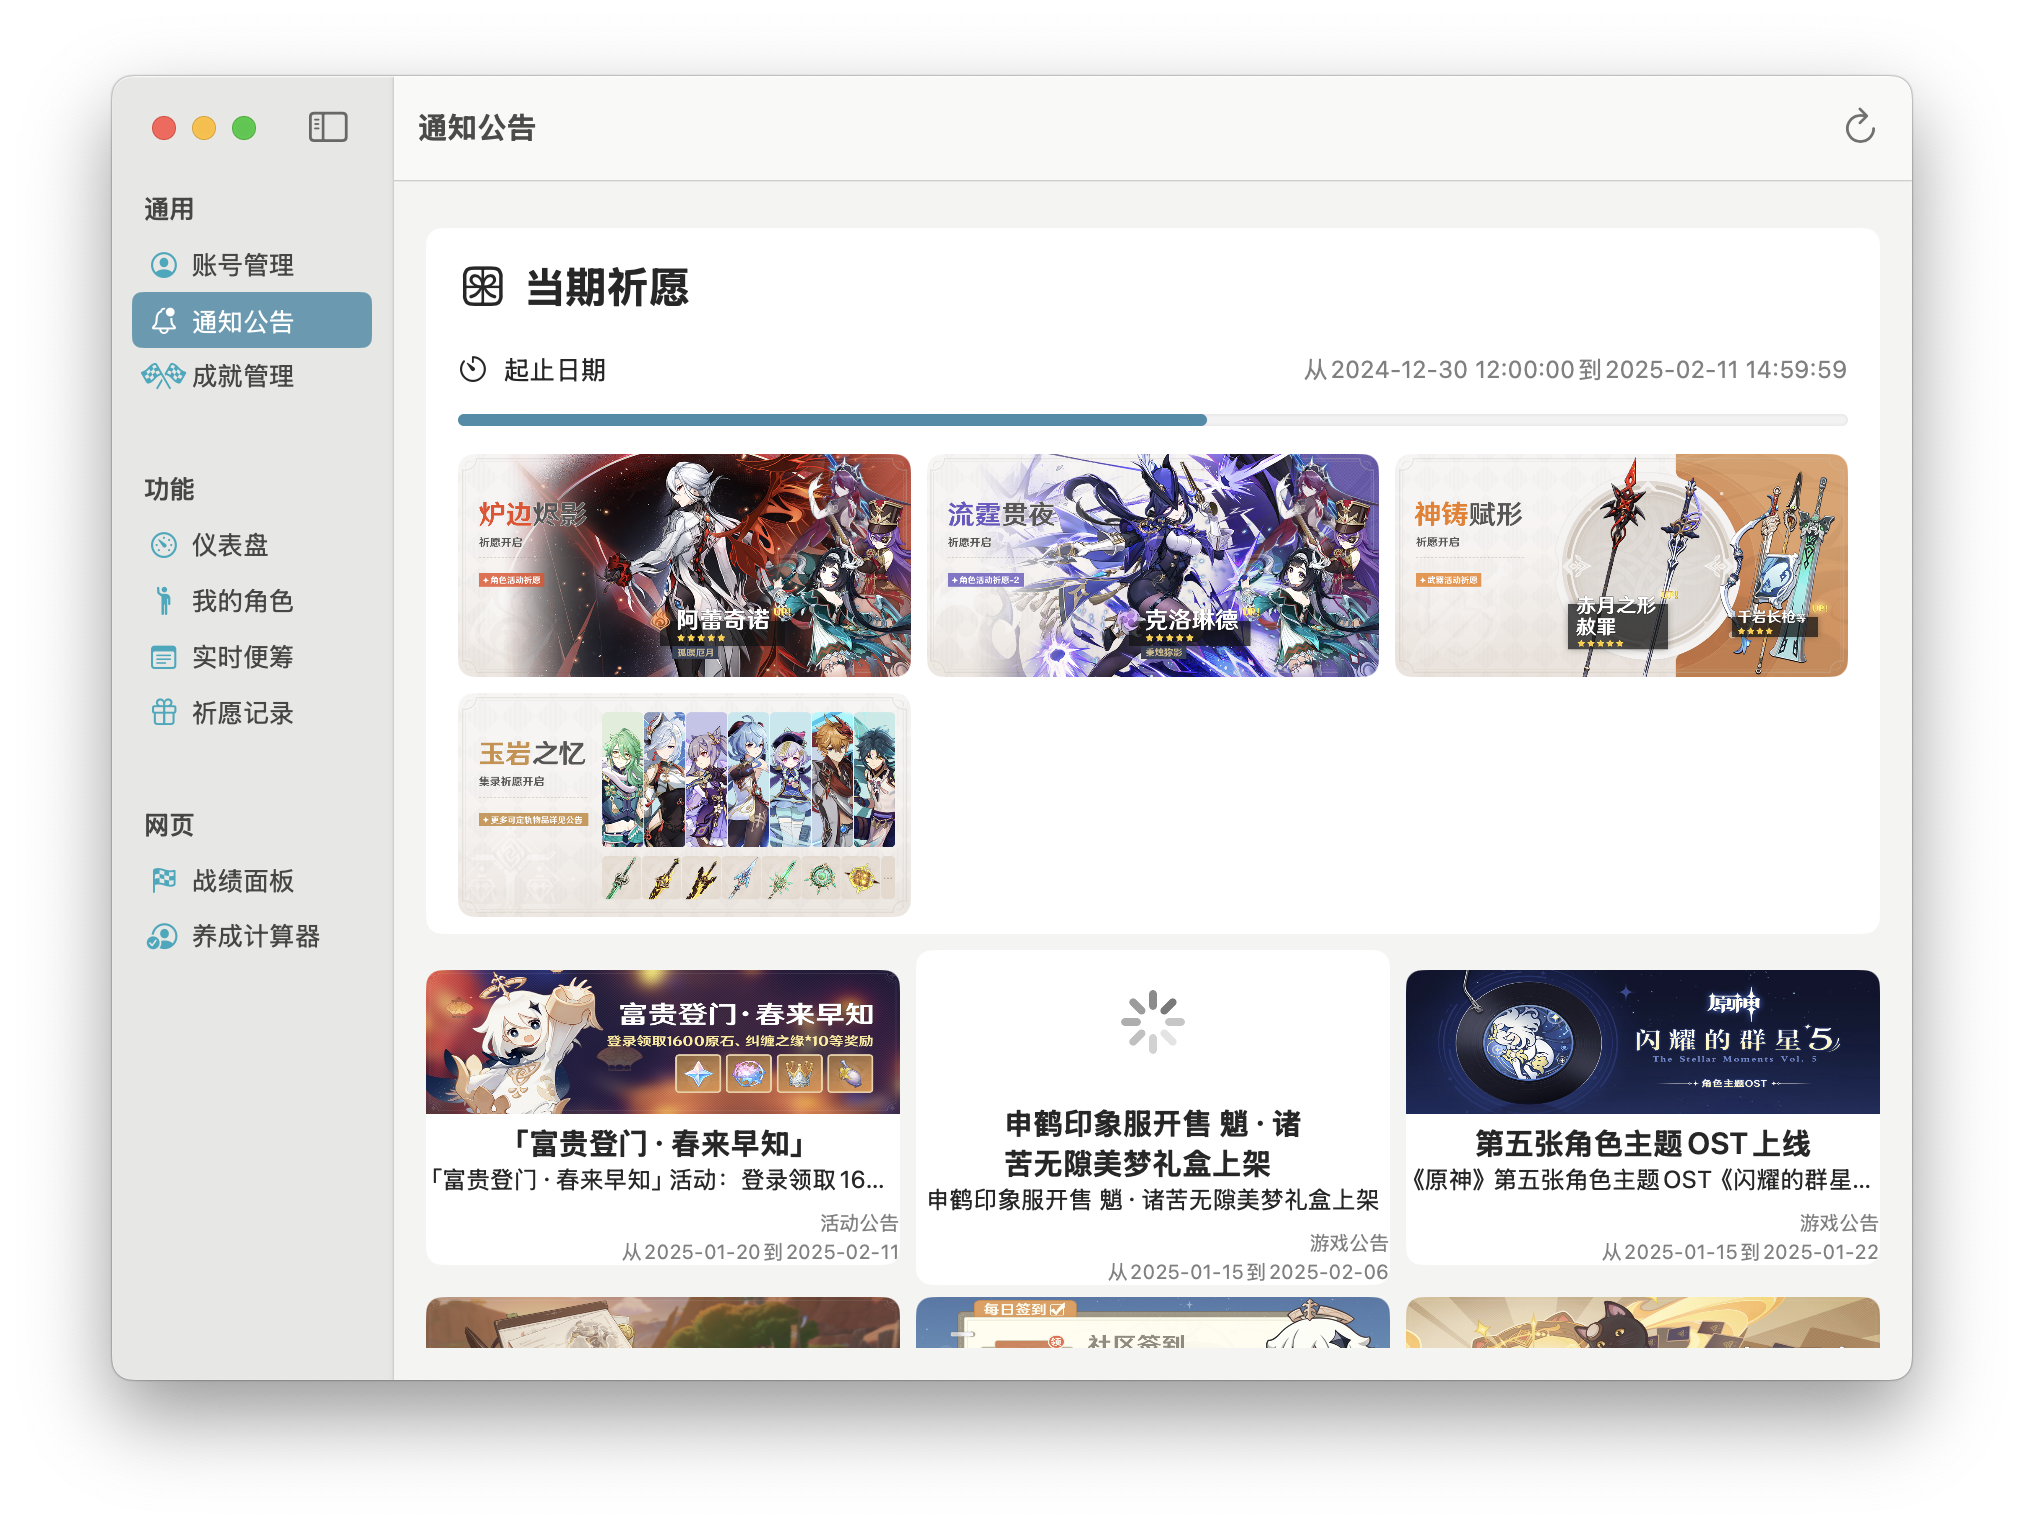 通用
账号管理
通知公告
成就管理
功能
仪表盘
我的角色
实时便筹
祈愿记录
网页
战绩面板
养成计算器
通知公告
当期祈愿
起止日期
从2024-12-30 12:00:00到2025-02-11 14:59:59
炉边烬影
祈愿开启
角色活动祈愿
阿蕾奇诺
UP!
孤暝厄月
流霆贯夜
祈愿开启
角色活动祈愿-2
克洛琳德
UP!
秉烛狝影
神铸赋形
祈愿开启
武器活动祈愿
赤月之形
赦罪
UP!
千岩长枪等
UP!
玉岩之忆
集录祈愿开启
更多可定轨物品详见公告
富贵登门·春来早知
登录领取1600原石、纠缠之缘*10等奖励
「富贵登门·春来早知」
「富贵登门·春来早知」活动：登录领取16...
活动公告
从2025-01-20到2025-02-11
申鹤印象服开售 魈·诸
苦无隙美梦礼盒上架
申鹤印象服开售 魈·诸苦无隙美梦礼盒上架
游戏公告
从2025-01-15到2025-02-06
原神
闪耀的群星5
The Stellar Moments Vol. 5
角色主题OST
第五张角色主题OST上线
《原神》第五张角色主题OST《闪耀的群星...
游戏公告
从2025-01-15到2025-01-22
每日签到
社区签到